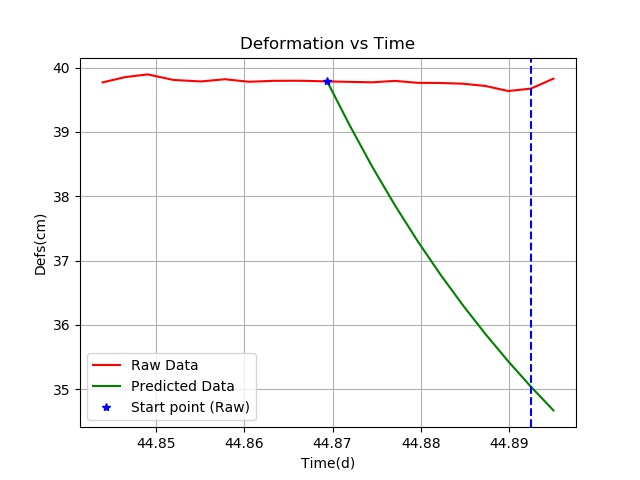 Deformation vs Time
Defs(cm)
40
39
38
37
36
35
Raw Data
Predicted Data
Start point (Raw)
44.85 44.86 44.87 44.88 44.89
Time(d)